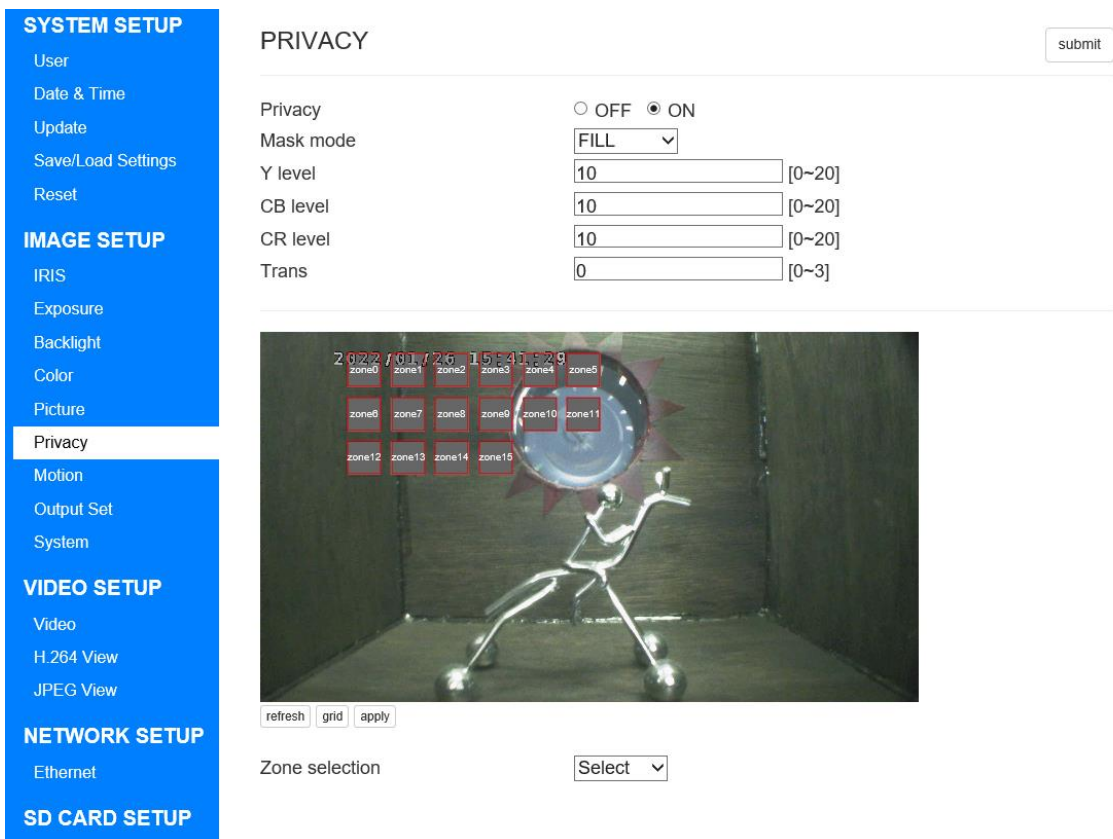 SYSTEM SETUP
User
Date & Time
Update
Save/Load Settings
Reset
IMAGE SETUP
IRIS
Exposure
Backlight
Color
Picture
Privacy
Motion
Output Set
System
VIDEO SETUP
Video
H.264 View
JPEG View
NETWORK SETUP
Ethernet
SD CARD SETUP
PRIVACY
submit
Privacy OFF ON
Mask mode FILL
Y level 10 [0~20]
CB level 10 [0~20]
CR level 10 [0~20]
Trans 0 [0~3]
2022/01/26 15:41:29
zone0 zone1 zone2 zone3 zone4 zone5
zone6 zone7 zone8 zone9 zone10 zone11
zone12 zone13 zone14 zone15
refresh grid apply
Zone selection Select